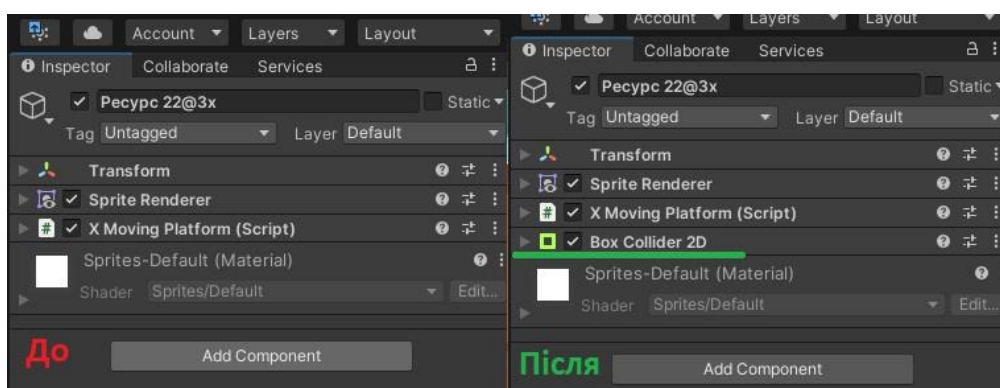 Account Layers Layout
Inspector Collaborate Services
Ресурс 22@3x Static
Tag Untagged Layer Default
Transform
Sprite Renderer
# X Moving Platform (Script)
Sprites-Default (Material)
Shader Sprites/Default Edit...
До Add Component
Account Layers Layout
Inspector Collaborate Services
Ресурс 22@3x Static
Tag Untagged Layer Default
Transform
Sprite Renderer
# X Moving Platform (Script)
Box Collider 2D
Sprites-Default (Material)
Shader Sprites/Default Edit...
Після Add Component